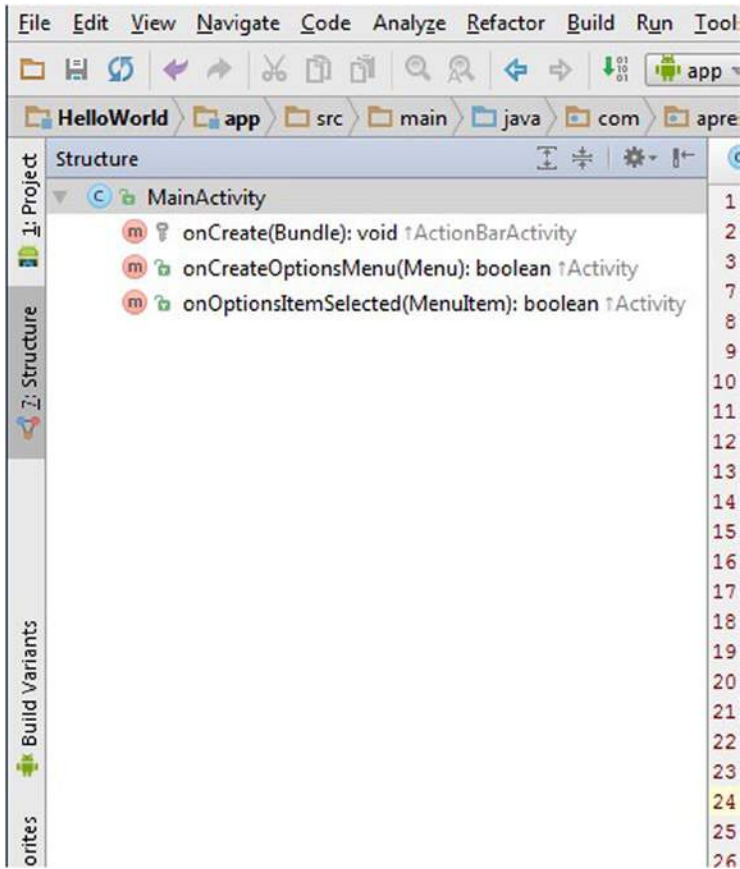 File Edit View Navigate Code Analyze Refactor Build Run Tool
app
HelloWorld app src main java com apre
Structure
1: Project
7: Structure
Build Variants
orites
MainActivity
onCreate(Bundle): void ↑ActionBarActivity
onCreateOptionsMenu(Menu): boolean ↑Activity
onOptionsItemSelected(MenuItem): boolean ↑Activity
1
2
3
7
8
9
10
11
12
13
14
15
16
17
18
19
20
21
22
23
24
25
26